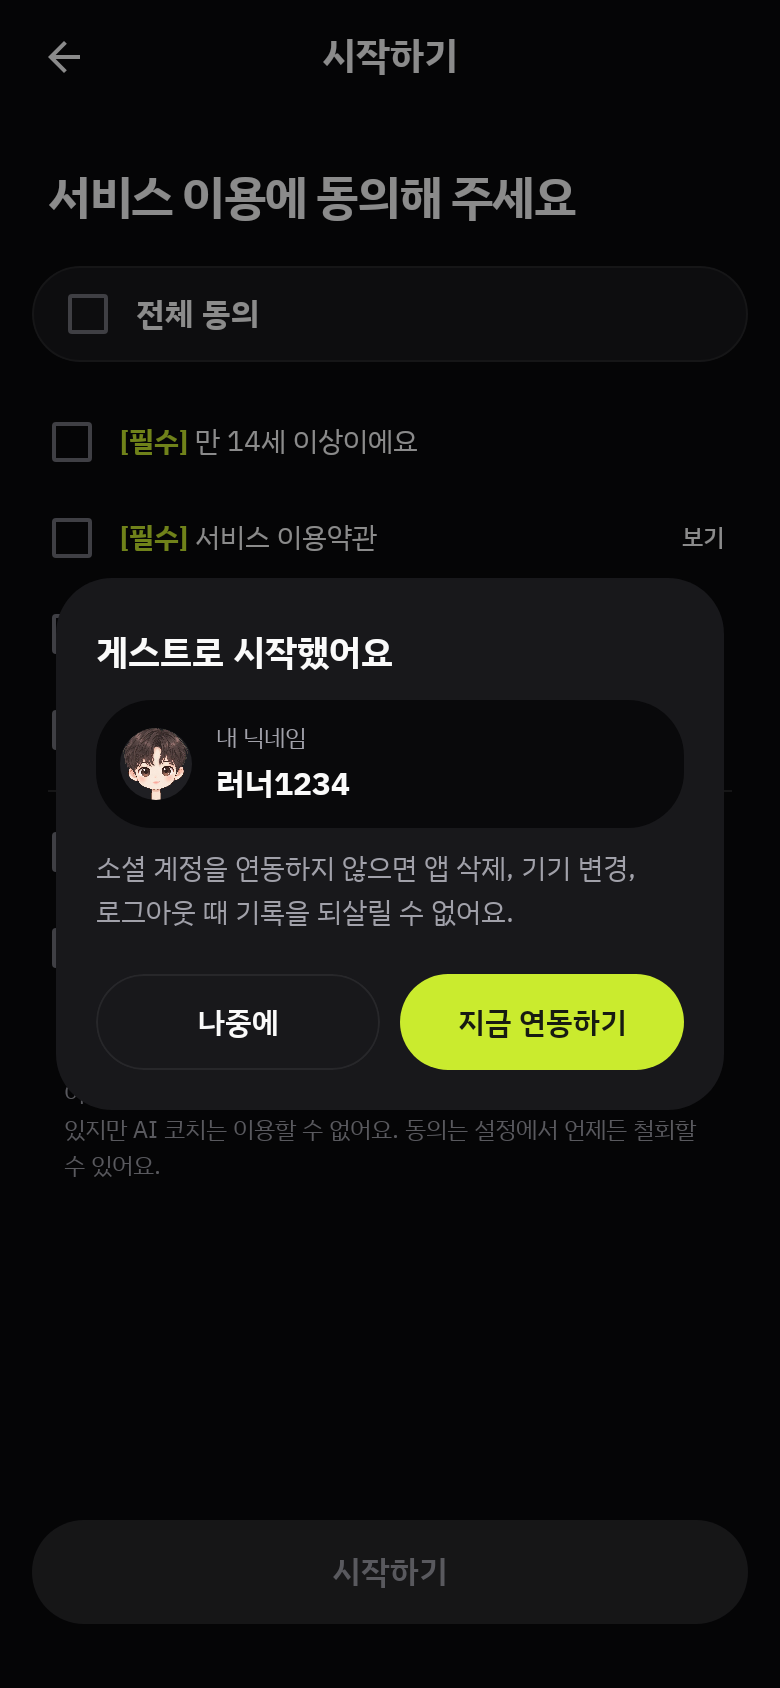 시작하기
서비스 이용에 동의해 주세요
전체 동의
[필수] 만 14세 이상이에요
[필수] 서비스 이용약관 보기
게스트로 시작했어요
내 닉네임
러너1234
소셜 계정을 연동하지 않으면 앱 삭제, 기기 변경,
로그아웃 때 기록을 되살릴 수 없어요.
나중에 지금 연동하기
있지만 AI 코치는 이용할 수 없어요. 동의는 설정에서 언제든 철회할
수 있어요.
시작하기